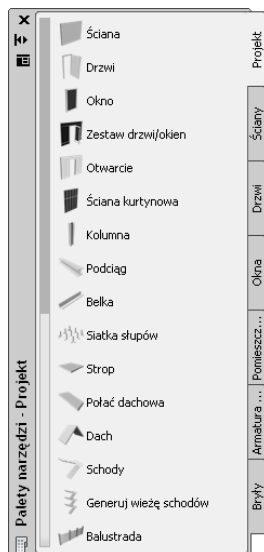 Ściana
Drzwi
Okno
Zestaw drzwi/okien
Otwarcie
Ściana kurtynowa
Kolumna
Podciąg
Belka
Siatka słupów
Strop
Połać dachowa
Dach
Schody
Generuj wieżę schodów
Balustrada
Projekt
Ściany
Drzwi
Okna
Pomieszcz...
Armatura ...
Bryły
Palety narzędzi - Projekt